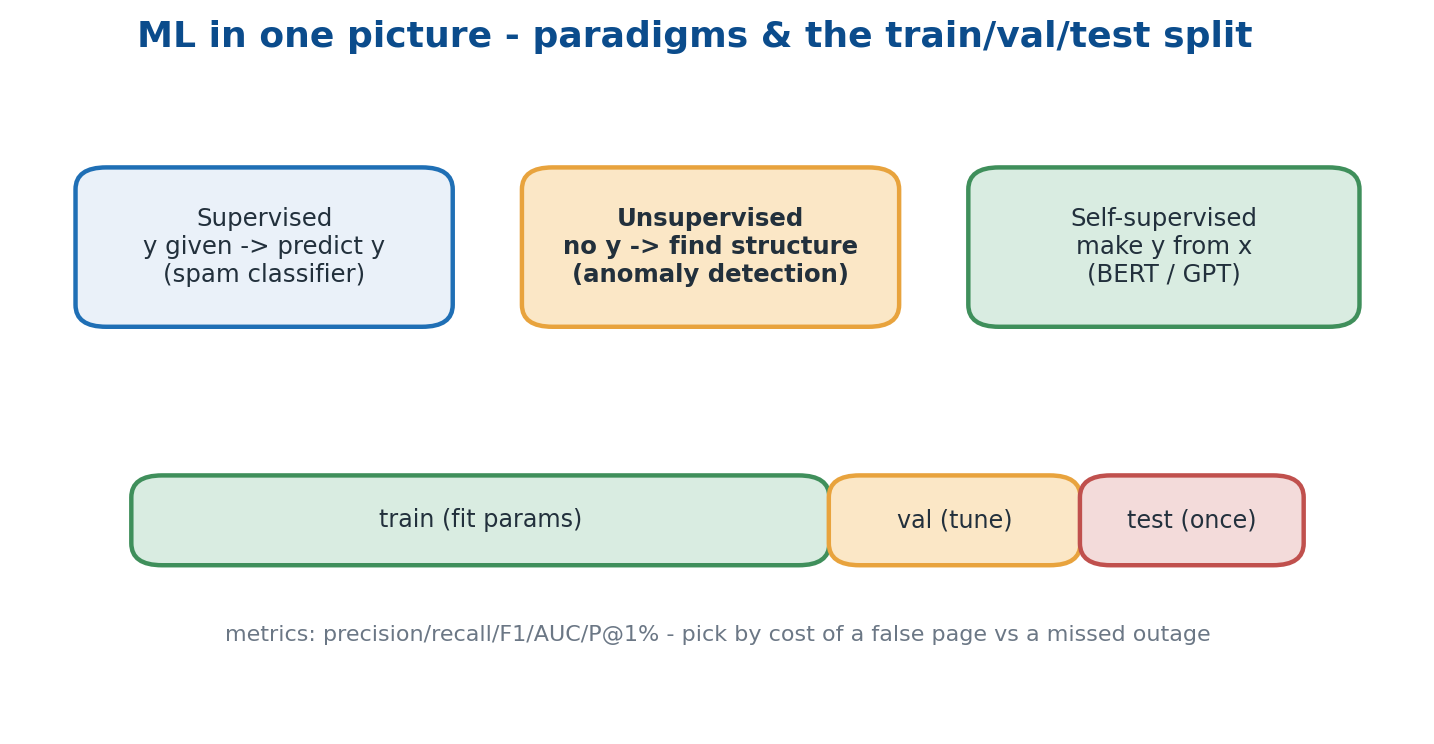 ML in one picture - paradigms & the train/val/test split
Supervised
y given -> predict y
(spam classifier)
Unsupervised
no y -> find structure
(anomaly detection)
Self-supervised
make y from x
(BERT / GPT)
train (fit params)
val (tune)
test (once)
metrics: precision/recall/F1/AUC/P@1% - pick by cost of a false page vs a missed outage